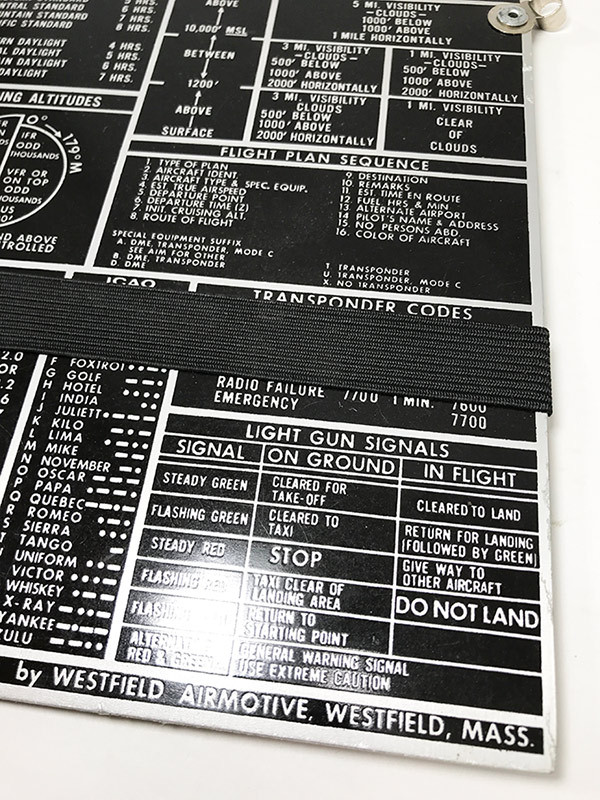 STANDARD 5 HRS.
CENTRAL STANDARD 6 HRS.
MOUNTAIN STANDARD 7 HRS.
PACIFIC STANDARD 8 HRS.
EASTERN DAYLIGHT 4 HRS.
DAYLIGHT 5 HRS.
DAYLIGHT 6 HRS.
DAYLIGHT 7 HRS.
ABOVE
10,000' MSL
BETWEEN
1200'
ABOVE
SURFACE
5 MI. VISIBILITY
-CLOUDS-
1000' BELOW
1000' ABOVE
1 MILE HORIZONTALLY
3 MI. VISIBILITY
-CLOUDS-
500' BELOW
1000' ABOVE
2000' HORIZONTALLY
1 MI. VISIBILITY
-CLOUDS-
500' BELOW
1000' ABOVE
2000' HORIZONTALLY
3 MI. VISIBILITY
CLOUDS
500' BELOW
1000' ABOVE
2000' HORIZONTALLY
1 MI. VISIBILITY
CLEAR
OF
CLOUDS
ALTITUDES
0°
179°M
IFR
ODD
THOUSANDS
VFR OR
ON TOP
ODD
THOUSANDS
AND ABOVE
FLIGHT PLAN SEQUENCE
1. TYPE OF PLAN
2. AIRCRAFT IDENT.
3. AIRCRAFT TYPE & SPEC. EQUIP.
4. EST TRUE AIRSPEED
5. DEPARTURE POINT
6. DEPARTURE TIME (Z)
7. INIT. CRUISING ALT.
8. ROUTE OF FLIGHT
9. DESTINATION
10. REMARKS
11. EST. TIME EN ROUTE
12. FUEL HRS. & MIN
13. ALTERNATE AIRPORT
14. PILOT'S NAME & ADDRESS
15. NO. PERSONS ABD.
16. COLOR OF AIRCRAFT
SPECIAL EQUIPMENT SUFFIX
A. DME, TRANSPONDER, MODE C
SEE AIM FOR OTHER
B. DME, TRANSPONDER
D. DME
T. TRANSPONDER
U. TRANSPONDER, MODE C
X. NO TRANSPONDER
ICAO
F FOXTROT ••—•
G GOLF ——•
H HOTEL ••••
I INDIA ••
J JULIETT •———
K KILO —•—
L LIMA •—••
M MIKE ——
N NOVEMBER —•
O OSCAR ———
P PAPA •——•
Q QUEBEC ——•—
R ROMEO •—•
S SIERRA •••
T TANGO —
U UNIFORM ••—
V VICTOR •••—
WHISKEY •——
X-RAY —••—
YANKEE —•——
ZULU ——••
TRANSPONDER CODES
RADIO FAILURE 7700 1 MIN. 7600
EMERGENCY 7700
LIGHT GUN SIGNALS
SIGNAL ON GROUND IN FLIGHT
STEADY GREEN CLEARED FOR TAKE-OFF CLEARED TO LAND
FLASHING GREEN CLEARED TO TAXI RETURN FOR LANDING (FOLLOWED BY GREEN)
STEADY RED STOP GIVE WAY TO OTHER AIRCRAFT
FLASHING RED TAXI CLEAR OF LANDING AREA DO NOT LAND
FLASHING RETURN TO STARTING POINT
ALTERNATING RED & GREEN GENERAL WARNING SIGNAL USE EXTREME CAUTION
by WESTFIELD AIRMOTIVE, WESTFIELD, MASS.